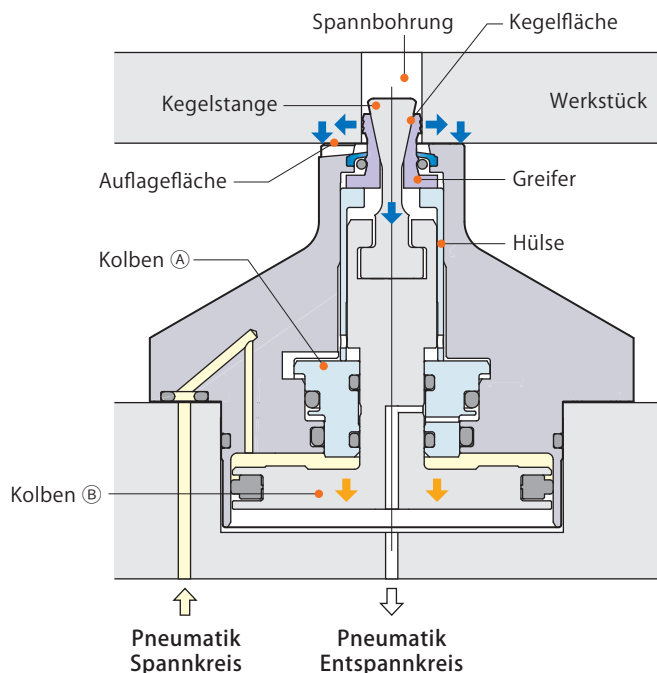 Spannbohrung
Kegelfläche
Kegelstange
Werkstück
Auflagefläche
Greifer
Hülse
Kolben Ⓐ
Kolben Ⓑ
Pneumatik
Spannkreis
Pneumatik
Entspannkreis